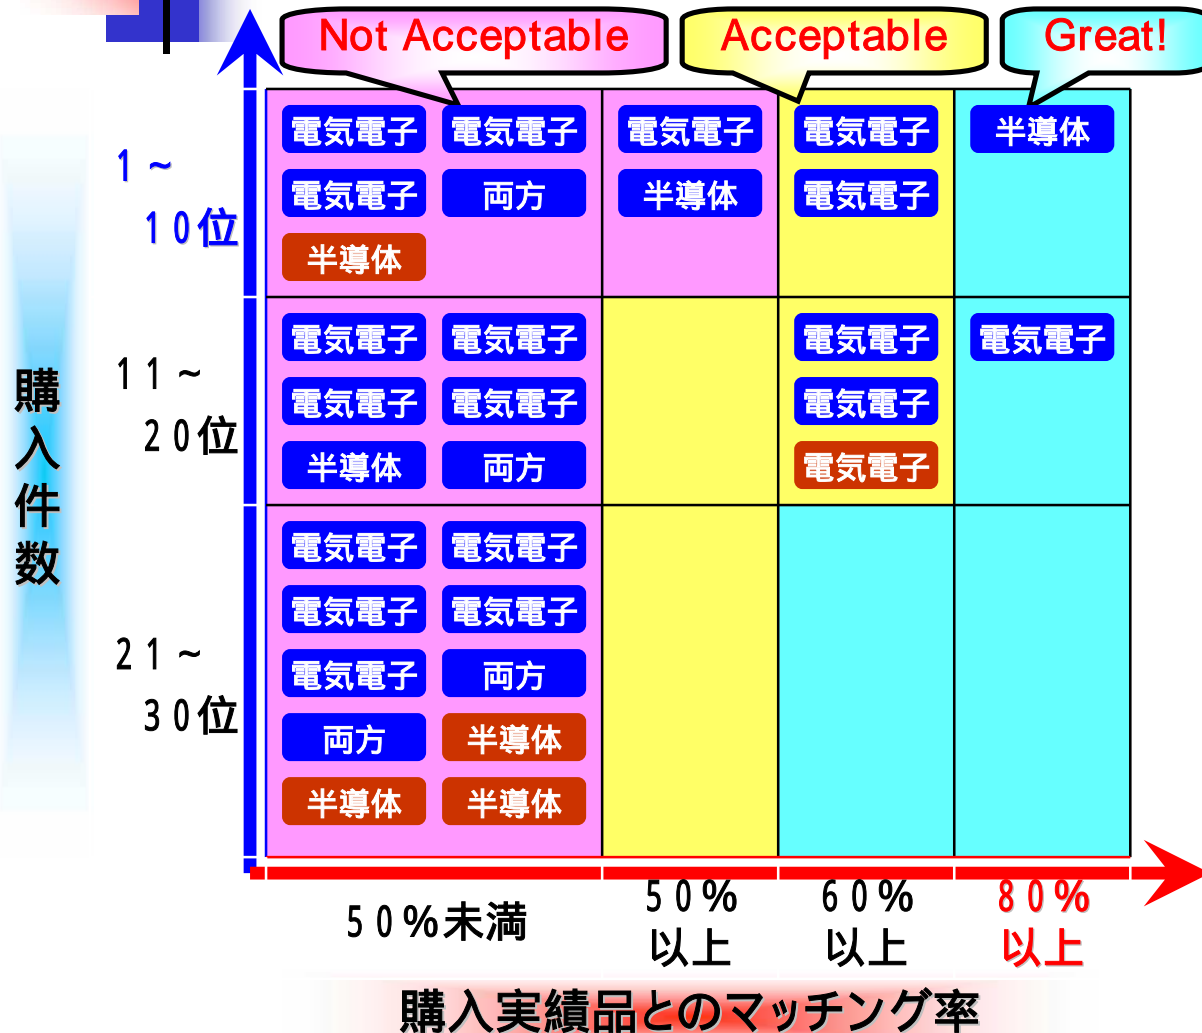 Not Acceptable
Acceptable
Great!
購入件数
1～
10位
電気電子 電気電子 電気電子 電気電子 半導体
電気電子 両方 半導体 電気電子
半導体
11～
20位
電気電子 電気電子 電気電子 電気電子
電気電子 電気電子 電気電子
半導体 両方 電気電子
21～
30位
電気電子 電気電子
電気電子 電気電子
電気電子 両方
両方 半導体
半導体 半導体
50%未満
50%
以上
60%
以上
80%
以上
購入実績品とのマッチング率